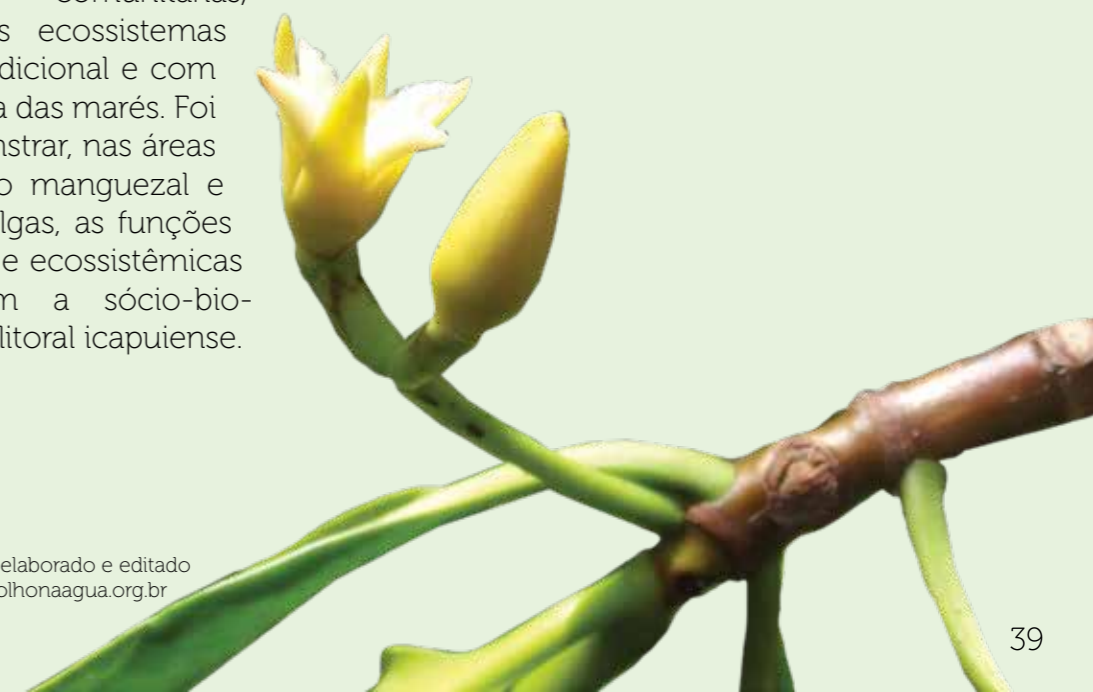 comunitárias,
s ecossistemas
dicional e com
a das marés. Foi
nstrar, nas áreas
o manguezal e
lgas, as funções
e ecossistêmicas
m a sócio-bio-
litoral icapuiense.
elaborado e editado
olhonaagua.org.br
39